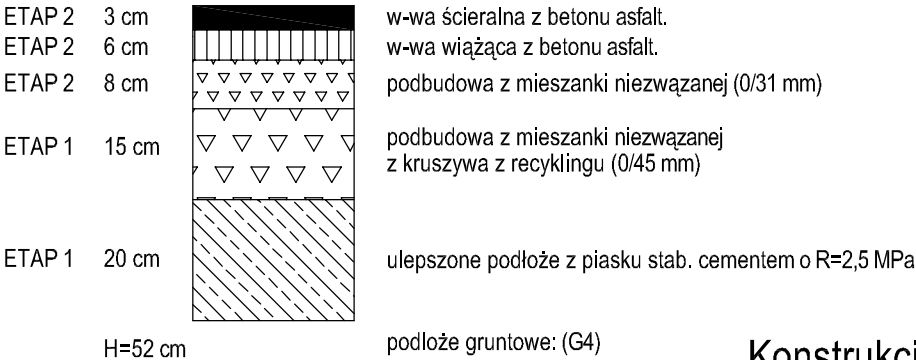 ETAP 2 3 cm w-wa ścieralna z betonu asfalt.
ETAP 2 6 cm w-wa wiążąca z betonu asfalt.
ETAP 2 8 cm podbudowa z mieszanki niezwązanej (0/31 mm)
ETAP 1 15 cm podbudowa z mieszanki niezwązanej
z kruszywa z recyklingu (0/45 mm)
ETAP 1 20 cm ulepszone podłoże z piasku stab. cementem o R=2,5 MPa
H=52 cm podloże gruntowe: (G4)